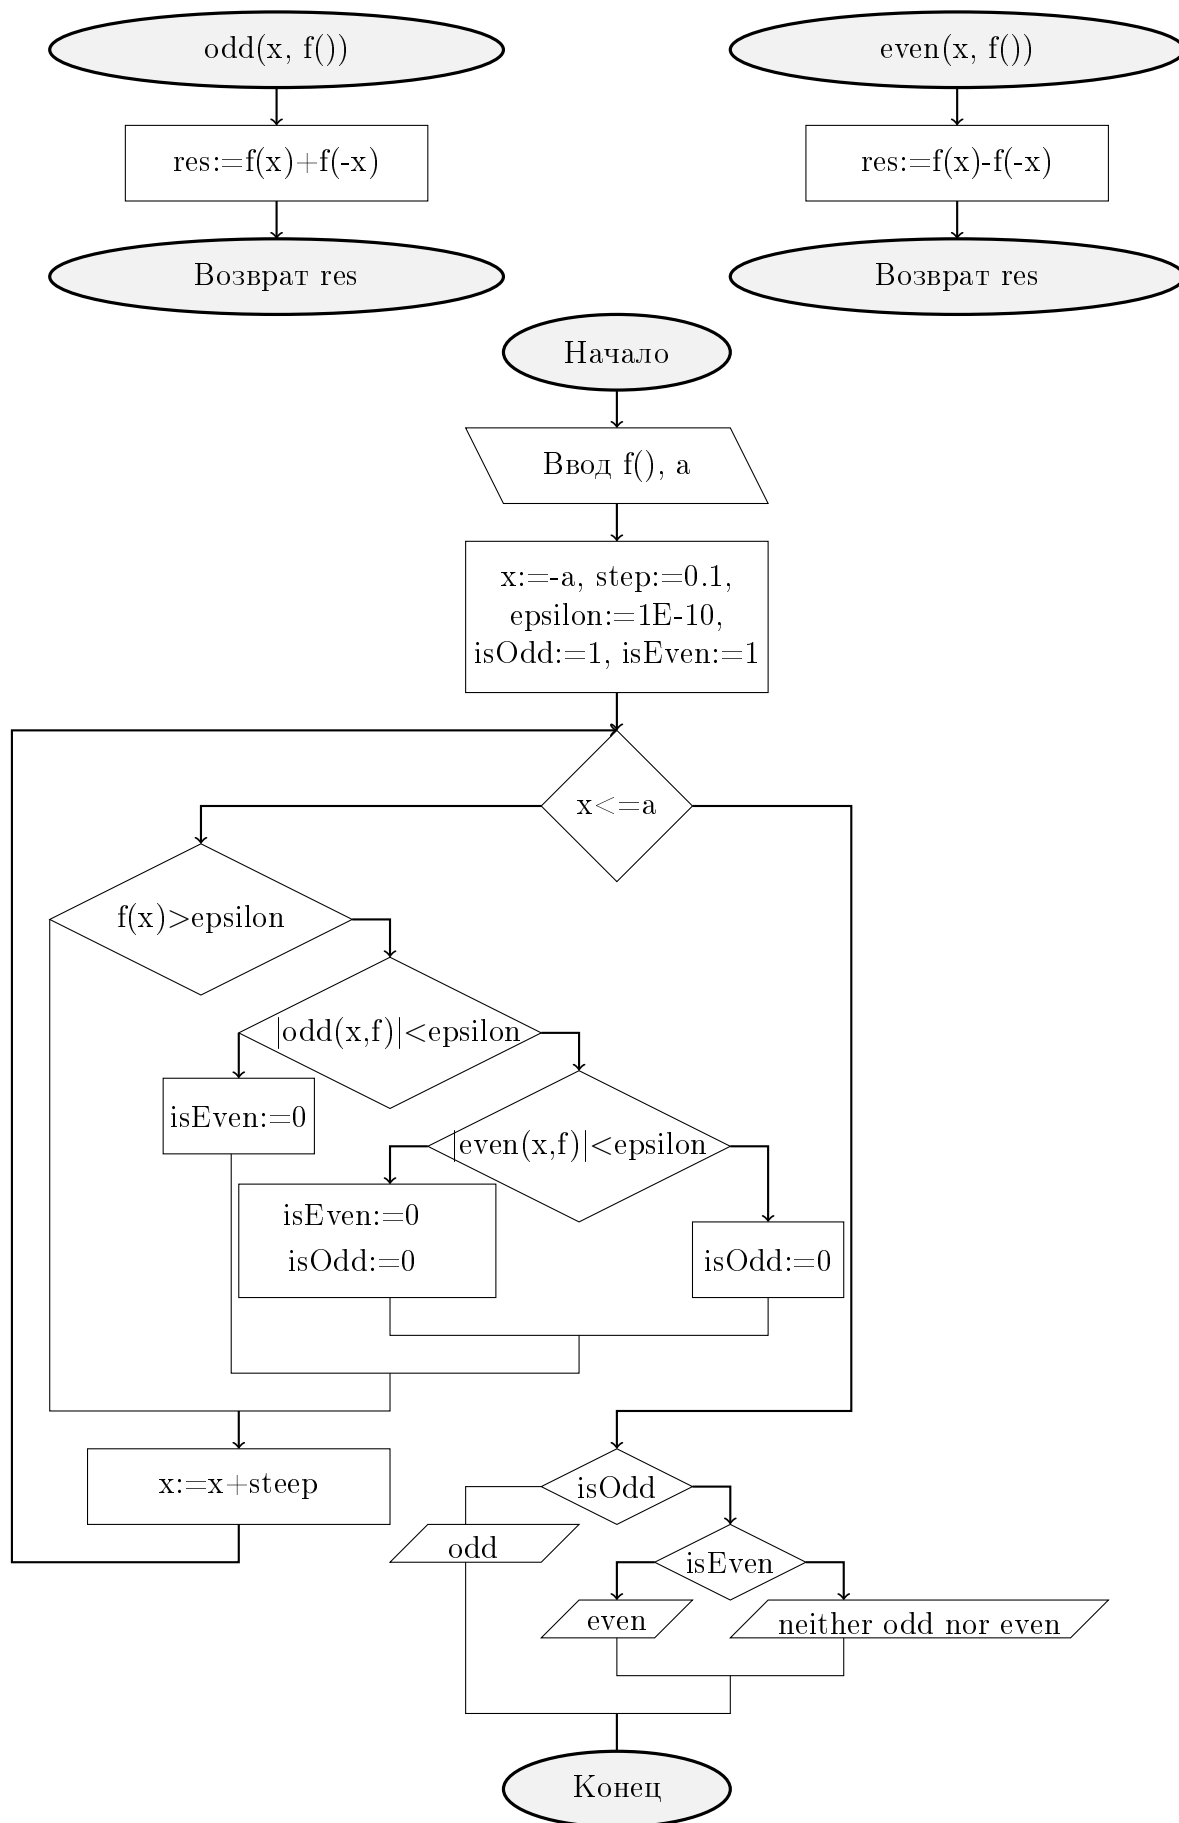 odd(x, f())
even(x, f())
res:=f(x)+f(-x)
res:=f(x)-f(-x)
Возврат res
Возврат res
Начало
Ввод f(), a
x:=-a, step:=0.1,
epsilon:=1E-10,
isOdd:=1, isEven:=1
x<=a
f(x)>epsilon
|odd(x,f)|<epsilon
isEven:=0
|even(x,f)|<epsilon
isEven:=0
isOdd:=0
isOdd:=0
x:=x+steep
isOdd
odd
isEven
even
neither odd nor even
Конец